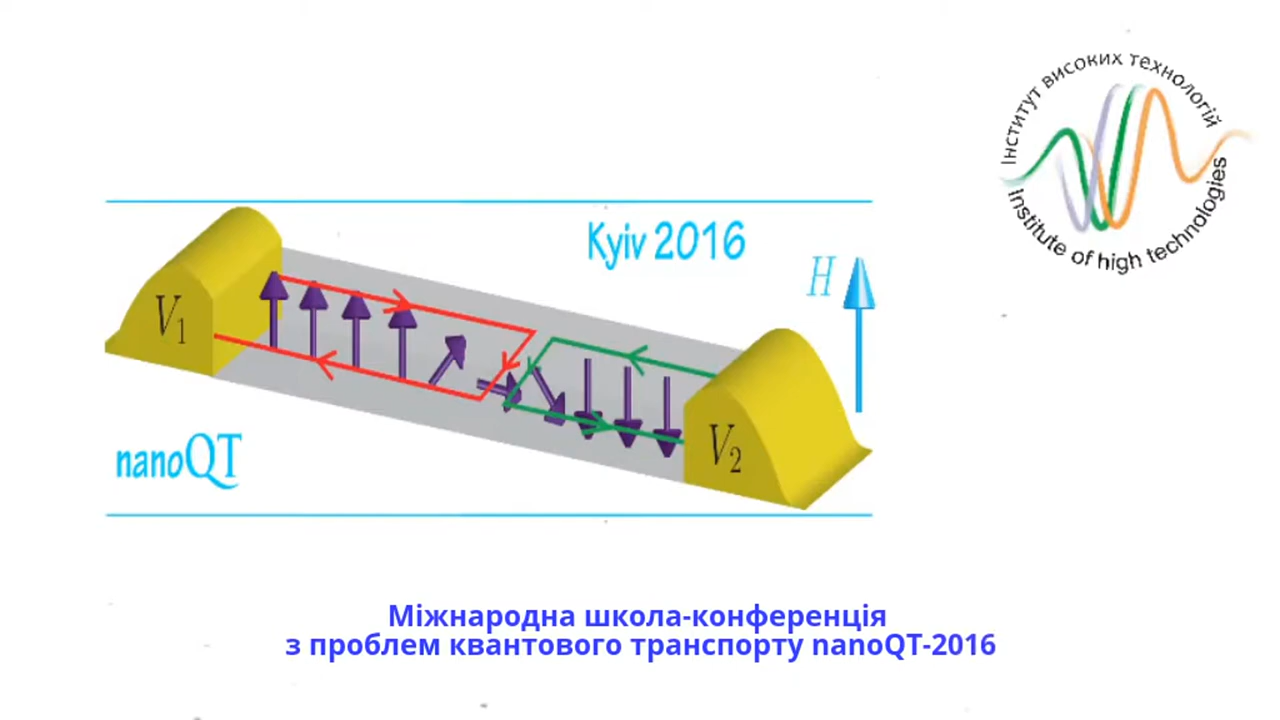 Інститут високих технологій
Institute of high technologies
Kyiv 2016
H
V1
V2
nanoQT
Міжнародна школа-конференція
з проблем квантового транспорту nanoQT-2016